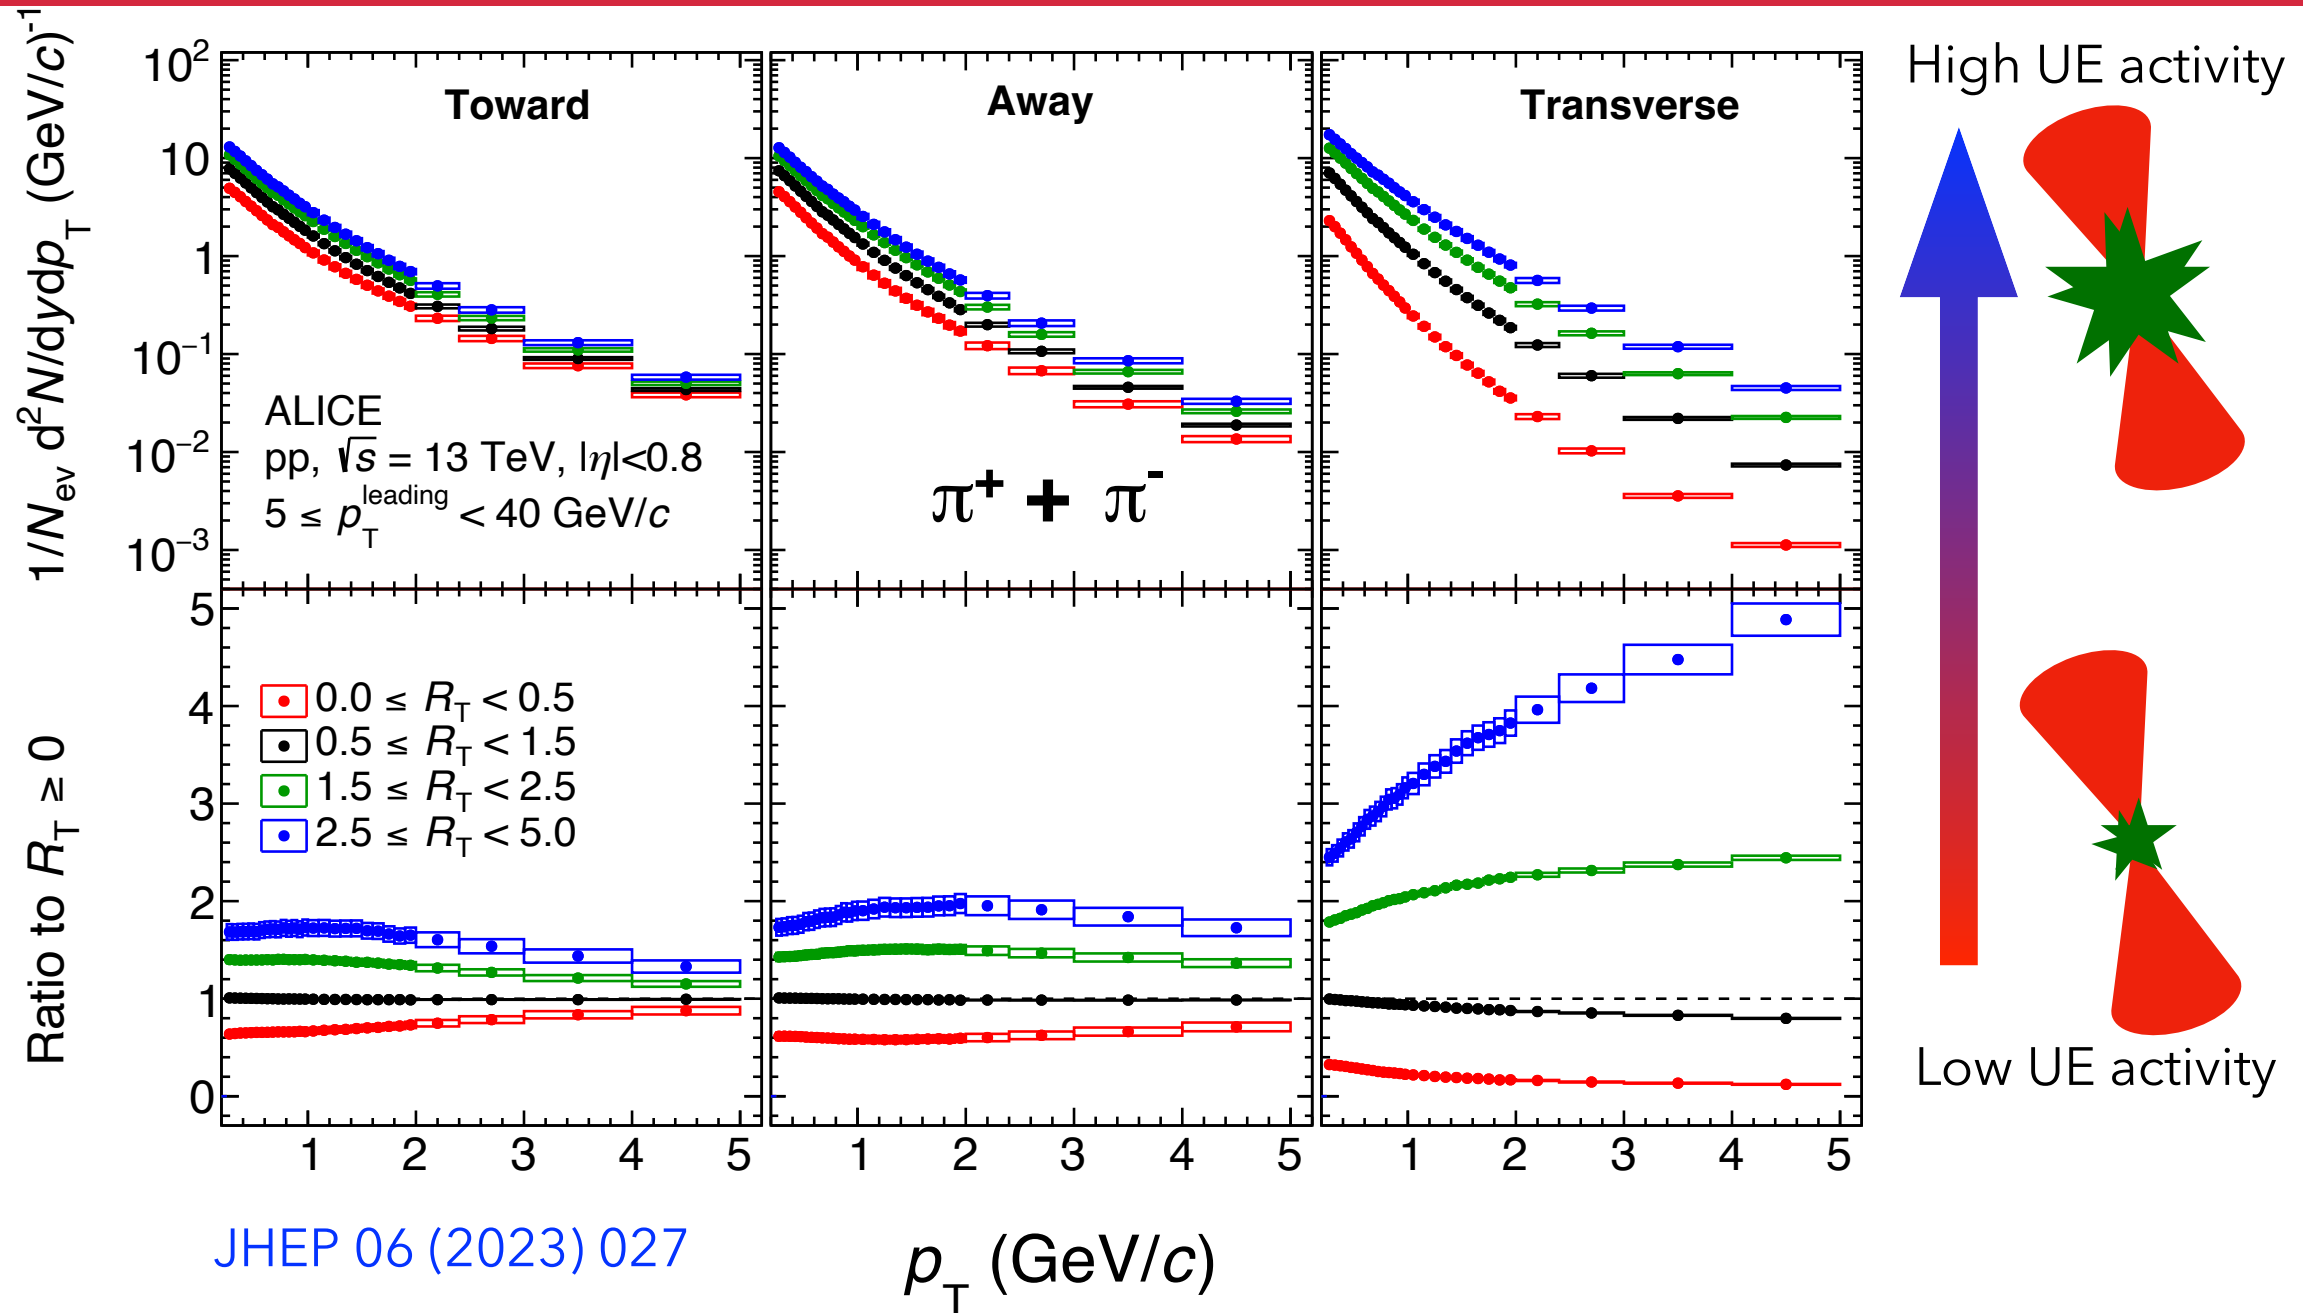 1/N_ev d²N/dydp_T (GeV/c)⁻¹
10²
10
1
10⁻¹
10⁻²
10⁻³
Toward
Away
Transverse
ALICE
pp, √s = 13 TeV, |η|<0.8
5 ≤ p_T^leading < 40 GeV/c
π⁺ + π⁻
Ratio to R_T ≥ 0
5
4
3
2
1
0
0.0 ≤ R_T < 0.5
0.5 ≤ R_T < 1.5
1.5 ≤ R_T < 2.5
2.5 ≤ R_T < 5.0
1 2 3 4 5
1 2 3 4 5
1 2 3 4 5
p_T (GeV/c)
JHEP 06 (2023) 027
High UE activity
Low UE activity